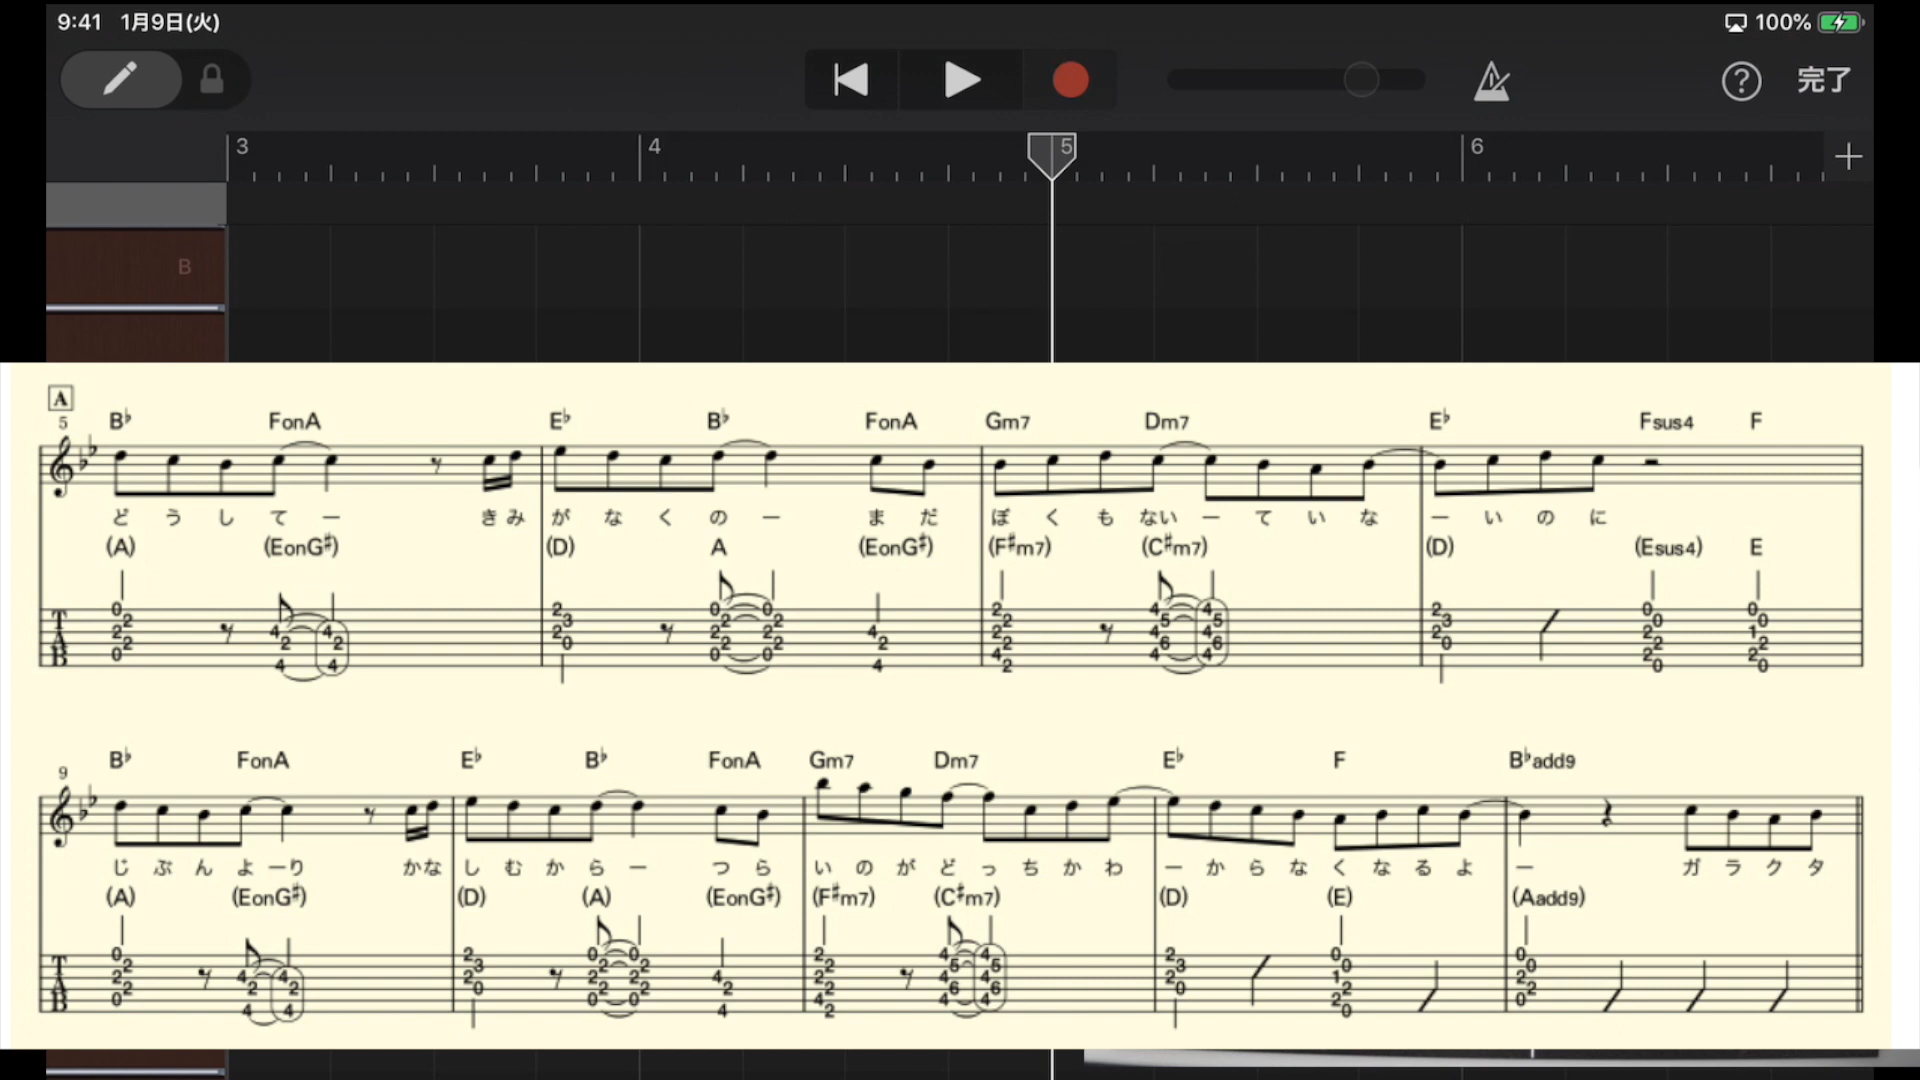 9:41 1月9日(火) 100%
完了
3 4 5 6
B
A
5 B♭ FonA E♭ B♭ FonA Gm7 Dm7 E♭ Fsus4 F
どうしてー きみがなくのー まだぼくもないーていなーいのに
(A) (EonG♯) (D) A (EonG♯) (F♯m7) (C♯m7) (D) (Esus4) E
TAB
9 B♭ FonA E♭ B♭ FonA Gm7 Dm7 E♭ F B♭add9
じぶんよーり かなしむからー つらいのがどっちかわーからなくなるよー ガラクタ
(A) (EonG♯) (D) (A) (EonG♯) (F♯m7) (C♯m7) (D) (E) (Aadd9)
TAB